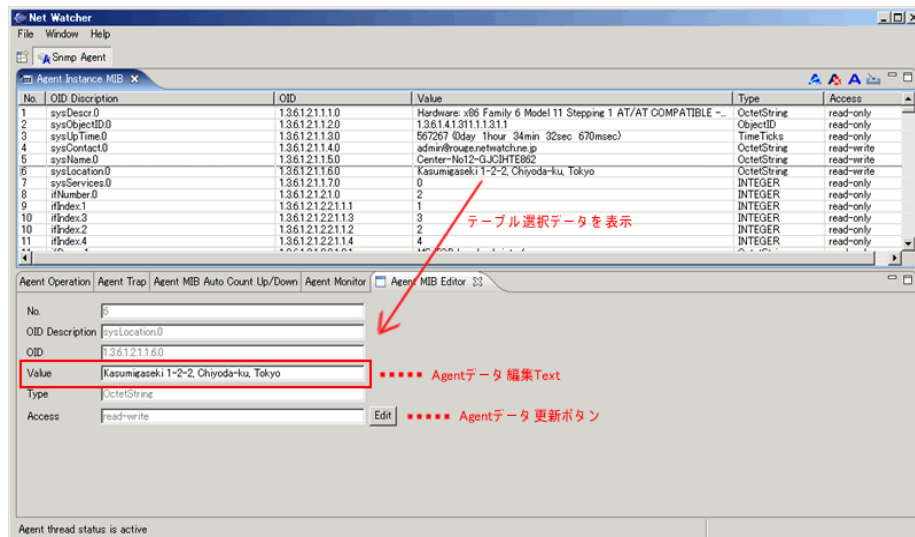 Net Watcher
File Window Help
Snmp Agent
Agent Instance MIB
No. OID Discription OID Value Type Access
1 sysDescr.0 1.3.6.1.2.1.1.1.0 Hardware: x86 Family 6 Model 11 Stepping 1 AT/AT COMPATIBLE -... OctetString read-only
2 sysObjectID.0 1.3.6.1.2.1.1.2.0 1.3.6.1.4.1.311.1.1.3.1.1 ObjectID read-only
3 sysUpTime.0 1.3.6.1.2.1.1.3.0 567267 (0day 1hour 34min 32sec 670msec) TimeTicks read-only
4 sysContact.0 1.3.6.1.2.1.1.4.0 admin@rouge.netwatch.ne.jp OctetString read-write
5 sysName.0 1.3.6.1.2.1.1.5.0 Center-No12-GJCIHTE862 OctetString read-write
6 sysLocation.0 1.3.6.1.2.1.1.6.0 Kasumigaseki 1-2-2, Chiyoda-ku, Tokyo OctetString read-write
7 sysServices.0 1.3.6.1.2.1.1.7.0 0 INTEGER read-only
8 ifNumber.0 1.3.6.1.2.1.2.1.0 2 INTEGER read-only
9 ifIndex.1 1.3.6.1.2.1.2.2.1.1.1 1 INTEGER read-only
10 ifIndex.3 1.3.6.1.2.1.2.2.1.1.3 3 INTEGER read-only
10 ifIndex.2 1.3.6.1.2.1.2.2.1.1.2 2 INTEGER read-only
11 ifIndex.4 1.3.6.1.2.1.2.2.1.1.4 4 INTEGER read-only
テーブル選択データを表示
Agent Operation Agent Trap Agent MIB Auto Count Up/Down Agent Monitor Agent MIB Editor
No. 6
OID Description sysLocation.0
OID 1.3.6.1.2.1.1.6.0
Value Kasumigaseki 1-2-2, Chiyoda-ku, Tokyo Agentデータ編集Text
Type OctetString
Access read-write Edit Agentデータ更新ボタン
Agent thread status is active